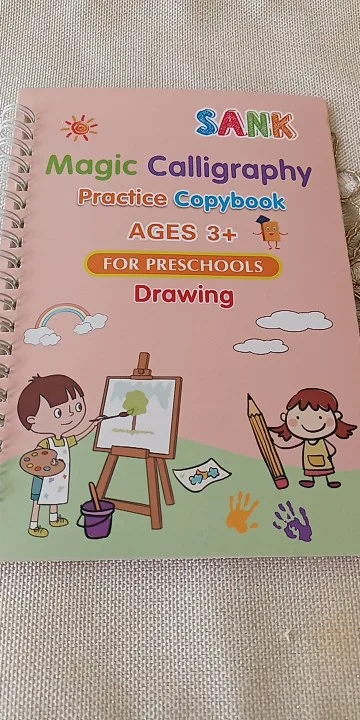 SANK
Magic Calligraphy
Practice Copybook
AGES 3+
FOR PRESCHOOLS
Drawing